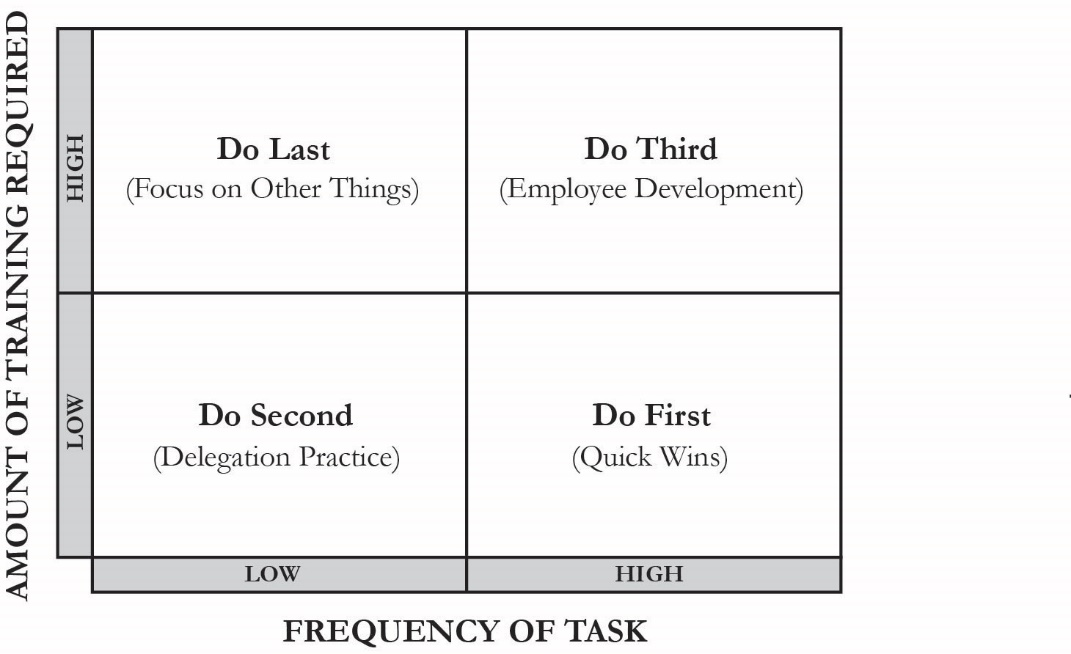 AMOUNT OF TRAINING REQUIRED
HIGH
Do Last
(Focus on Other Things)
Do Third
(Employee Development)
LOW
Do Second
(Delegation Practice)
Do First
(Quick Wins)
LOW
HIGH
FREQUENCY OF TASK